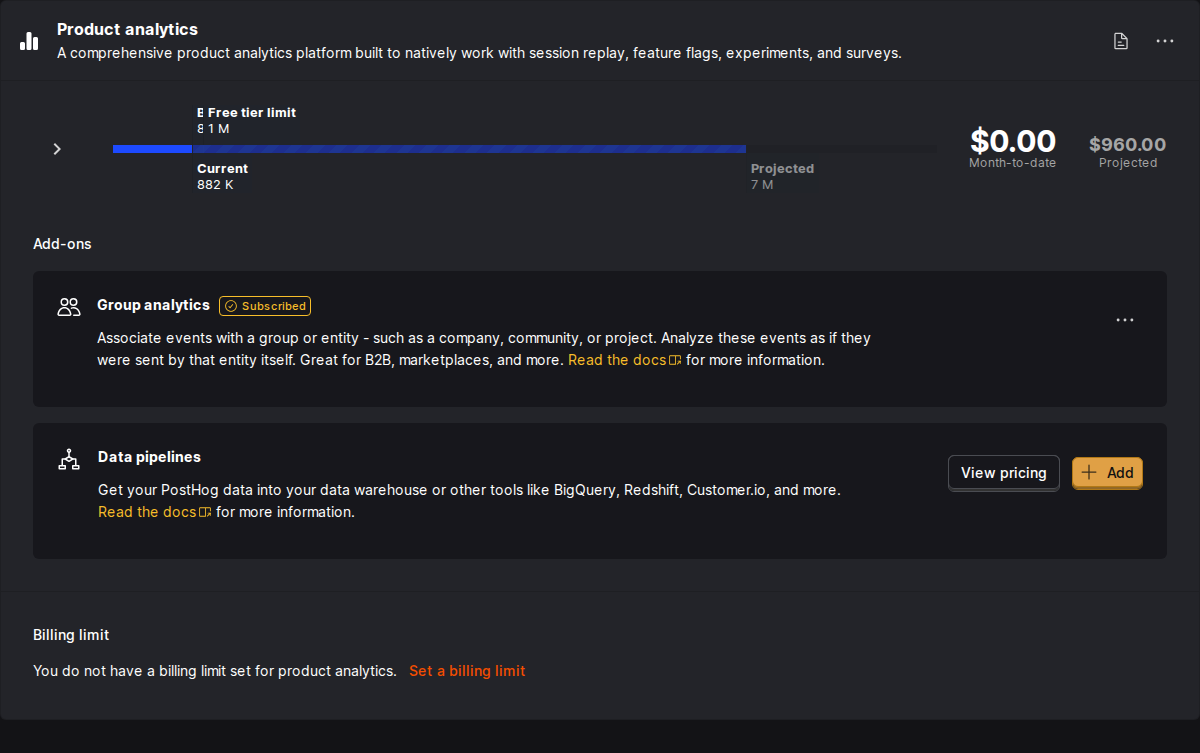 Product analytics
A comprehensive product analytics platform built to natively work with session replay, feature flags, experiments, and surveys.
Free tier limit
1 M
Current
882 K
Projected
7 M
$0.00
Month-to-date
$960.00
Projected
Add-ons
Group analytics Subscribed
Associate events with a group or entity - such as a company, community, or project. Analyze these events as if they
were sent by that entity itself. Great for B2B, marketplaces, and more. Read the docs for more information.
Data pipelines
Get your PostHog data into your data warehouse or other tools like BigQuery, Redshift, Customer.io, and more.
Read the docs for more information.
View pricing
Add
Billing limit
You do not have a billing limit set for product analytics. Set a billing limit